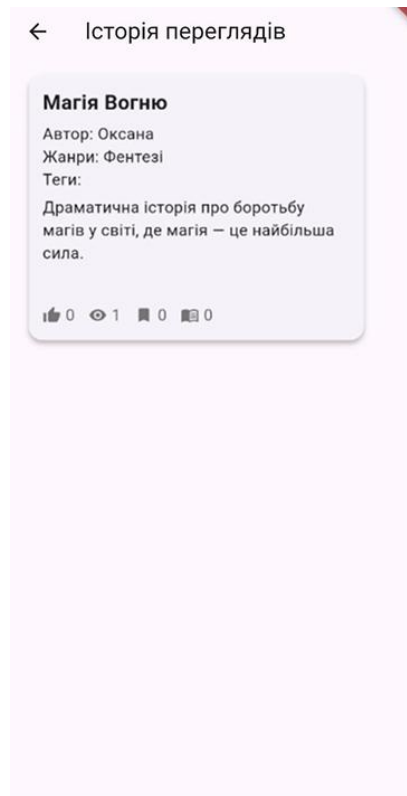 Історія переглядів
Магія Вогню
Автор: Оксана
Жанри: Фентезі
Теги:
Драматична історія про боротьбу
магів у світі, де магія — це найбільша
сила.
0 1 0 0